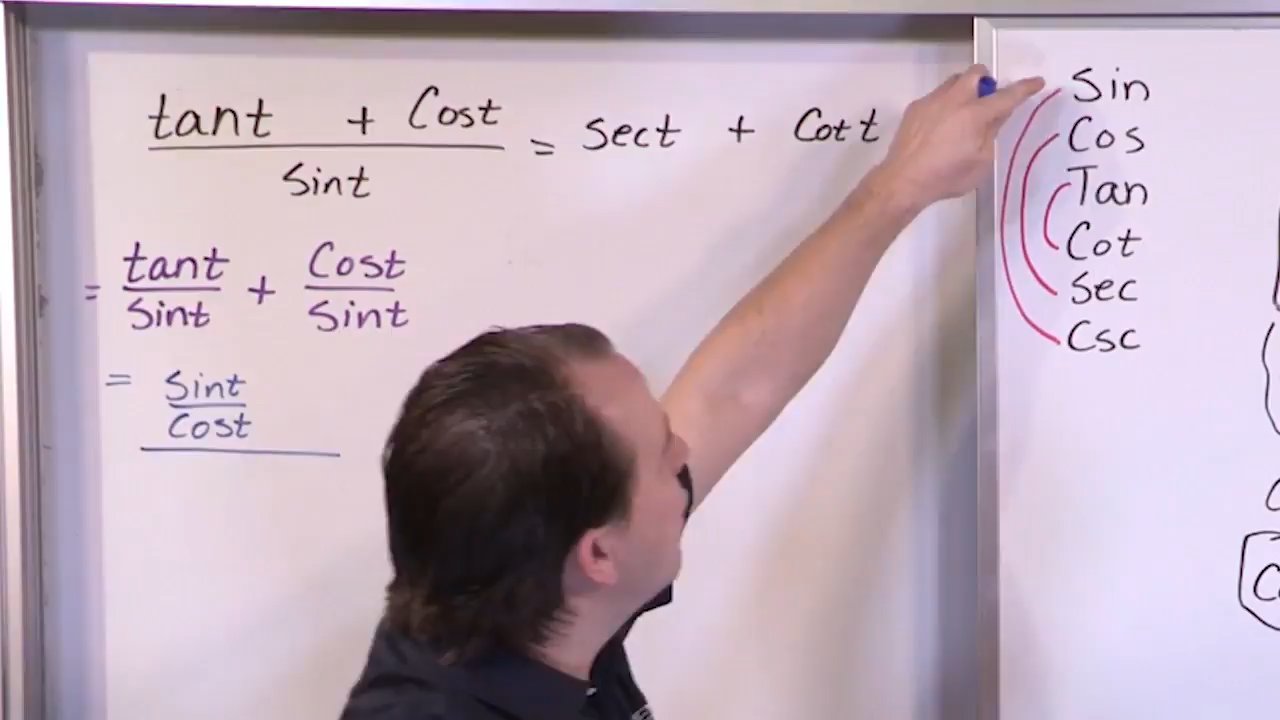 tant + Cost = Sect + Cott
Sint
= tant + Cost
Sint Sint
= Sint
Cost
Sin
Cos
Tan
Cot
Sec
Csc